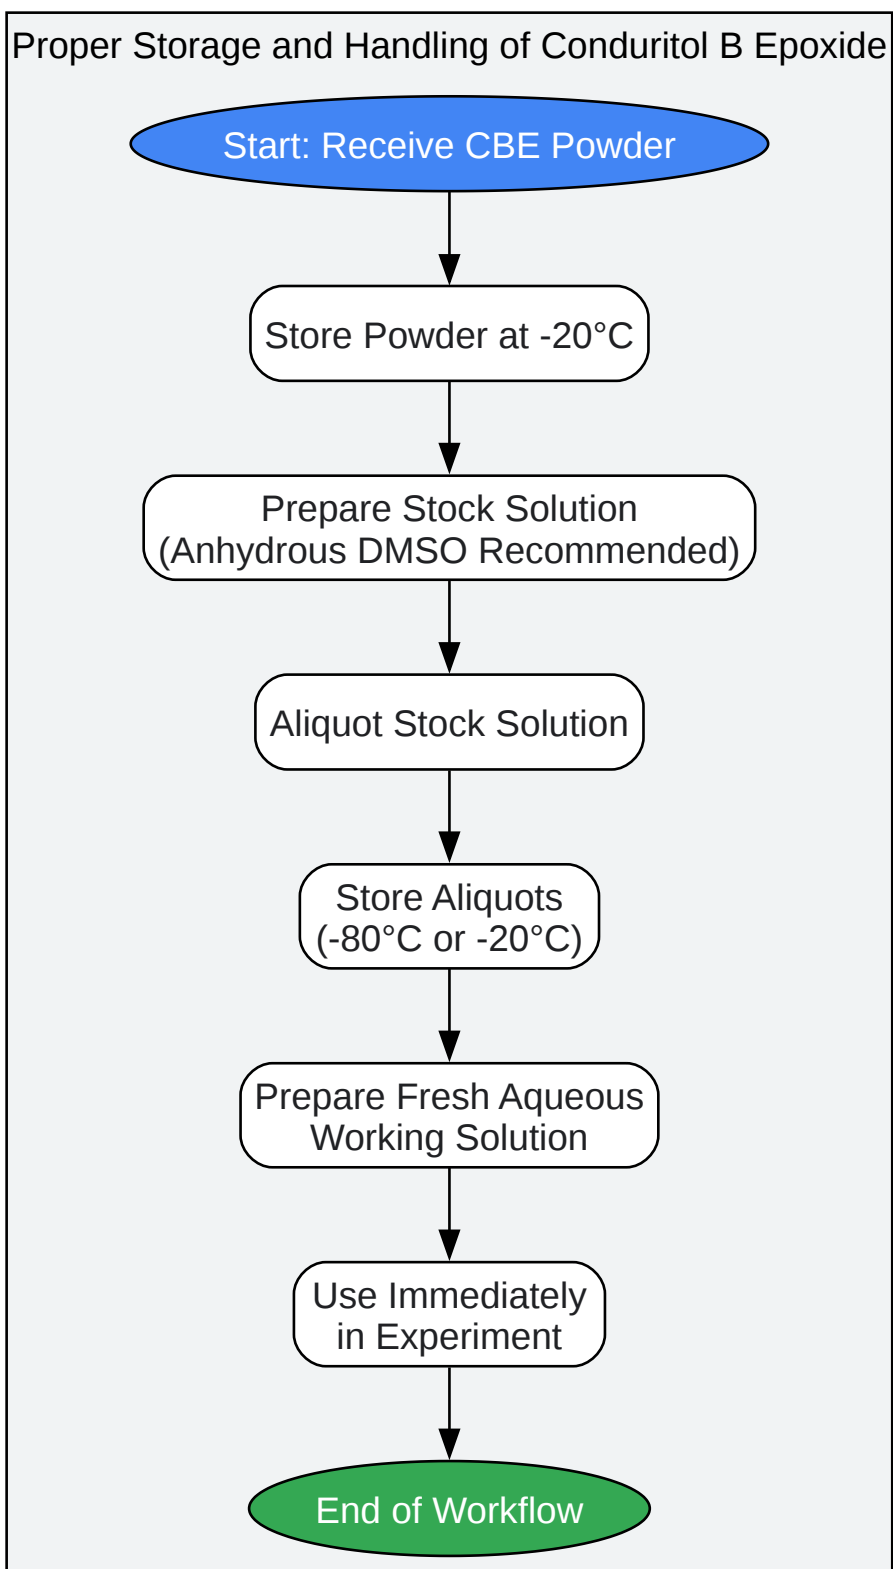 Proper Storage and Handling of Conduritol B Epoxide
Start: Receive CBE Powder
Store Powder at -20°C
Prepare Stock Solution
(Anhydrous DMSO Recommended)
Aliquot Stock Solution
Store Aliquots
(-80°C or -20°C)
Prepare Fresh Aqueous
Working Solution
Use Immediately
in Experiment
End of Workflow